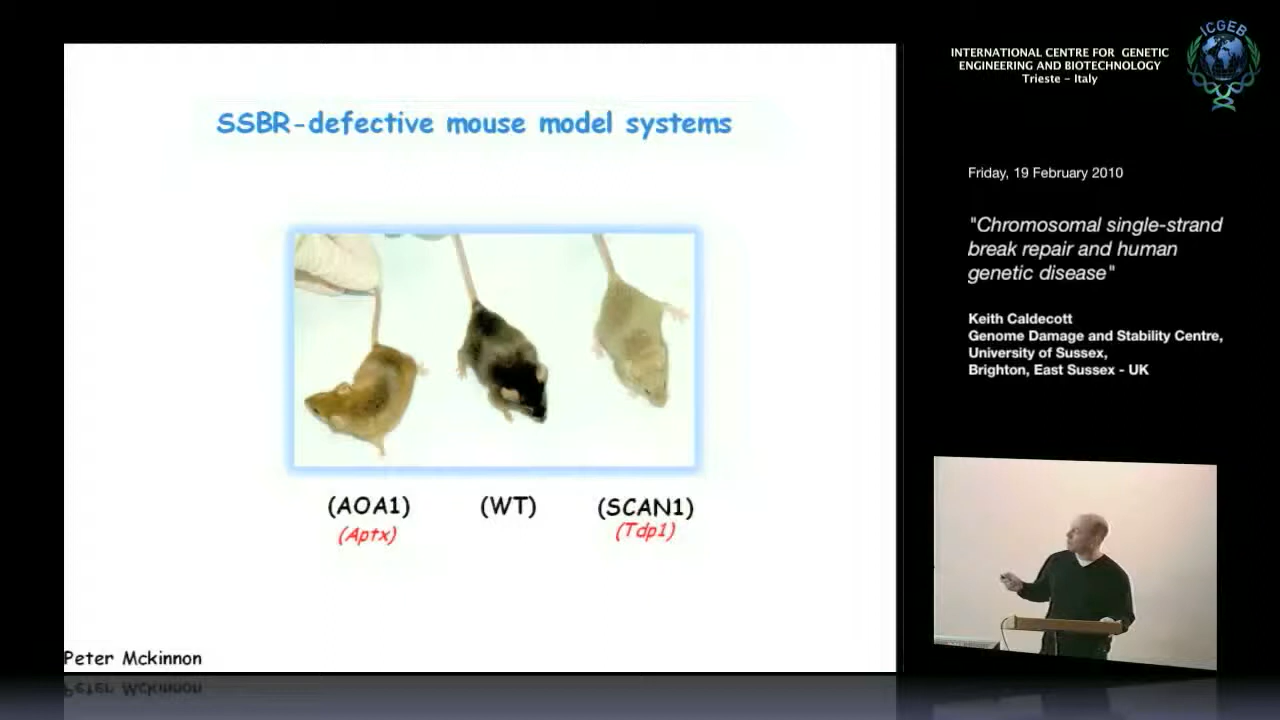 SSBR-defective mouse model systems
(AOA1) (WT) (SCAN1)
(Aptx) (Tdp1)
Peter Mckinnon
INTERNATIONAL CENTRE FOR GENETIC
ENGINEERING AND BIOTECHNOLOGY
Trieste - Italy
ICGEB
Friday, 19 February 2010
"Chromosomal single-strand
break repair and human
genetic disease"
Keith Caldecott
Genome Damage and Stability Centre,
University of Sussex,
Brighton, East Sussex - UK